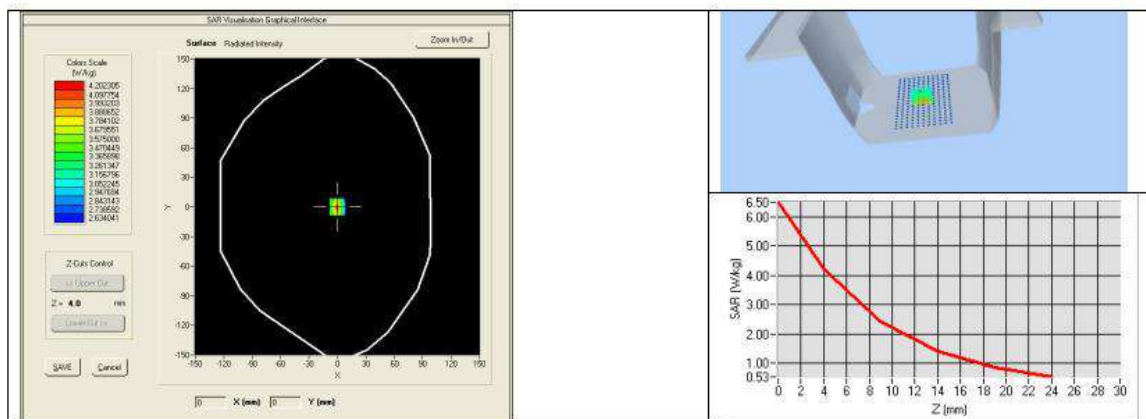 SAR Visualisation Graphical Interface
Surface Radiated Intensity
Zoom In/Out
Colors Scale
(W/kg)
4.202305
4.097754
3.993203
3.888652
3.784102
3.679551
3.575000
3.470449
3.365898
3.261347
3.156796
3.052245
2.947694
2.843143
2.738592
2.634041
Z-Cuts Control
<< Upper Cut
Z = 4.0 mm
Lower Cut >>
SAVE Cancel
150
120
90
60
30
0
-30
-60
-90
-120
-150
Y
-150 -120 -90 -60 -30 0 30 60 90 120 150
X
0 X (mm) 0 Y (mm)
6.50
6.00
5.00
4.00
3.00
2.00
1.00
0.53
SAR (W/kg)
0 2 4 6 8 10 12 14 16 18 20 22 24 26 28 30
Z (mm)